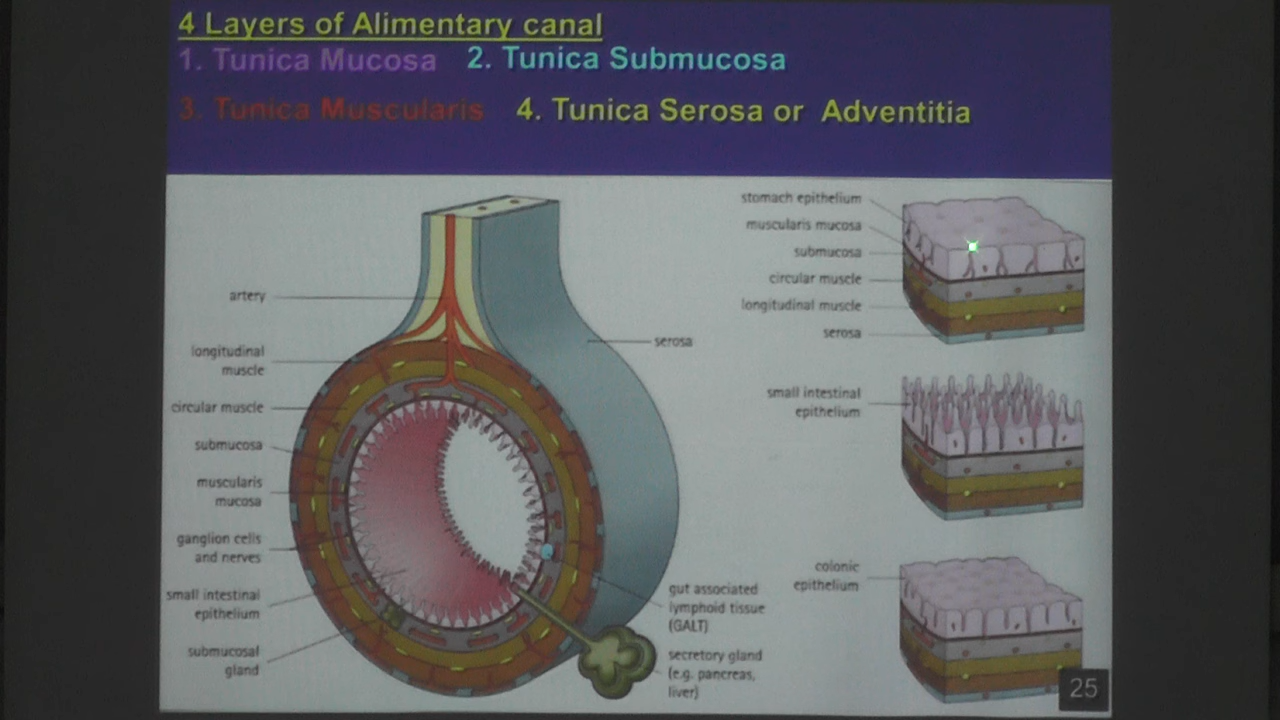 4 Layers of Alimentary canal
1. Tunica Mucosa 2. Tunica Submucosa
3. Tunica Muscularis 4. Tunica Serosa or Adventitia
artery
longitudinal
muscle
circular muscle
submucosa
muscularis
mucosa
ganglion cells
and nerves
small intestinal
epithelium
submucosal
gland
serosa
gut associated
lymphoid tissue
(GALT)
secretory gland
(e.g. pancreas,
liver)
stomach epithelium
muscularis mucosa
submucosa
circular muscle
longitudinal muscle
serosa
small intestinal
epithelium
colonic
epithelium
25